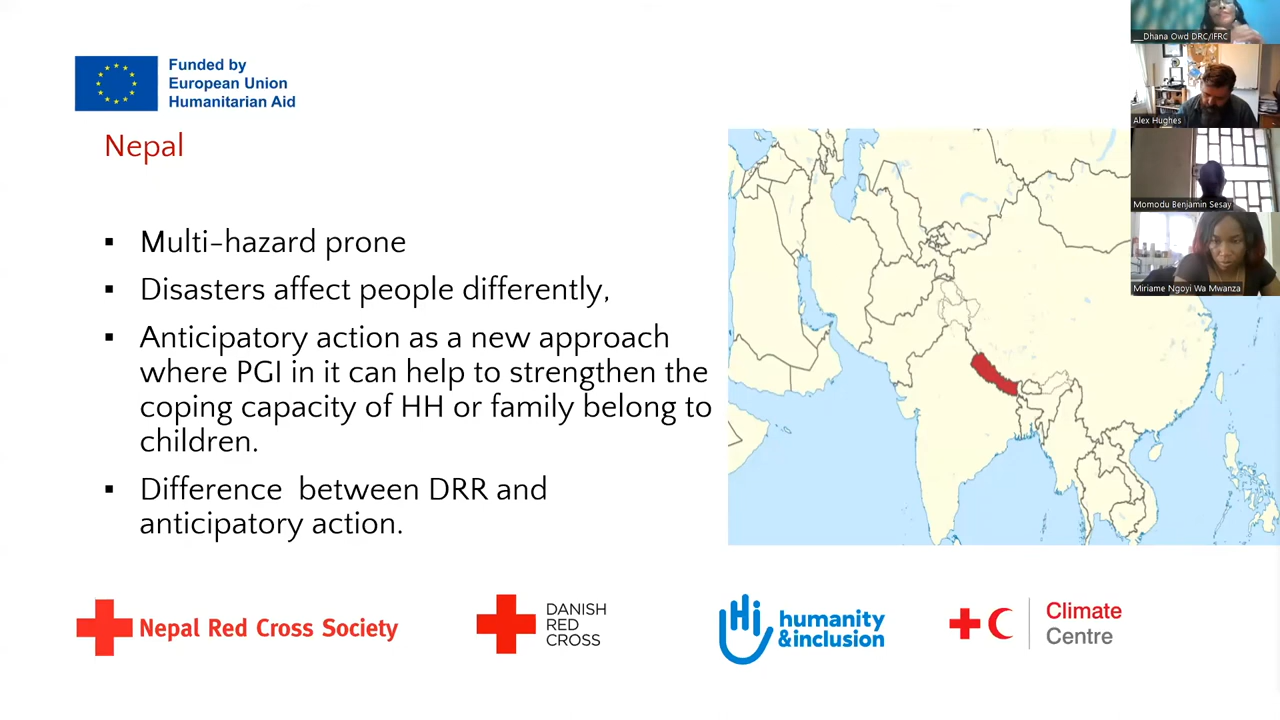 Funded by
European Union
Humanitarian Aid
Nepal
▪ Multi-hazard prone
▪ Disasters affect people differently,
▪ Anticipatory action as a new approach
where PGI in it can help to strengthen the
coping capacity of HH or family belong to
children.
▪ Difference between DRR and
anticipatory action.
Nepal Red Cross Society
DANISH
RED
CROSS
Hi
humanity
&inclusion
Climate
Centre
__Dhana Owd DRC/IFRC
Alex Hughes
Momodu Benjamin Sesay
Miriame Ngoyi Wa Mwanza